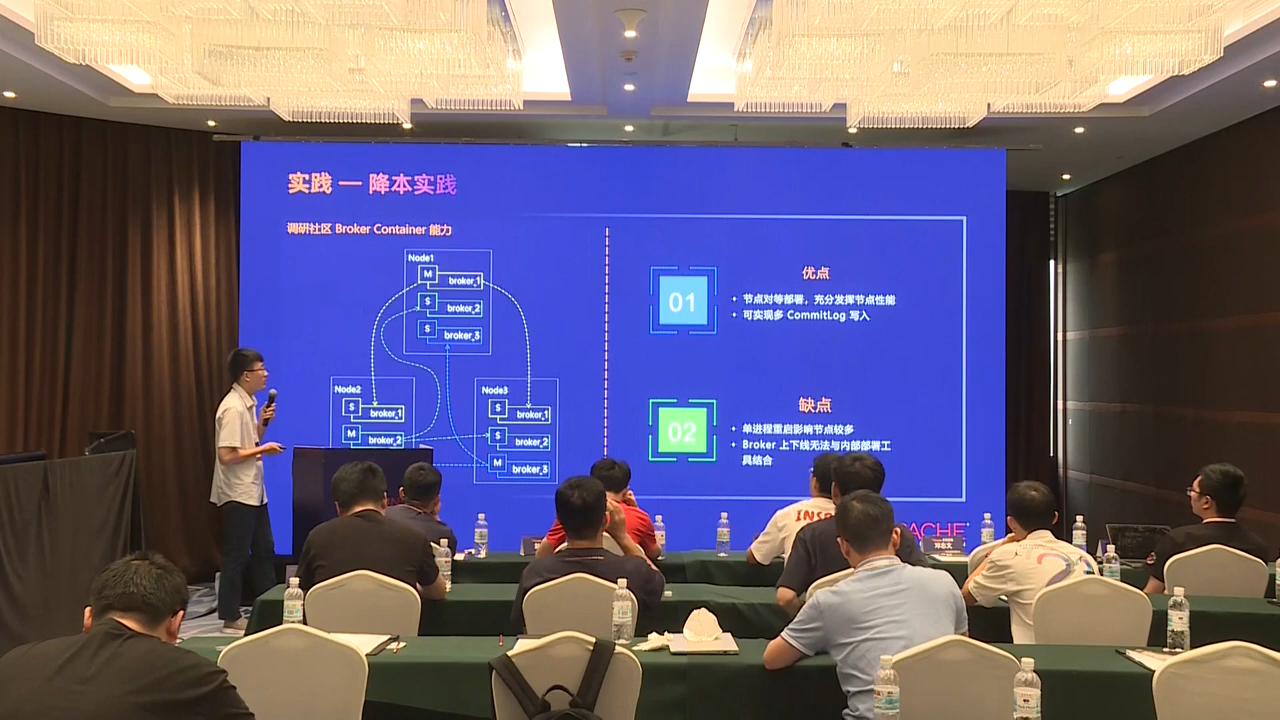 实践 — 降本实践
调研社区 Broker Container 能力
Node1
M broker_1
S broker_2
S broker_3
Node2
S broker_1
M broker_2
Node3
S broker_1
S broker_2
M broker_3
01
优点
• 节点对等部署，充分发挥节点性能
• 可实现多 CommitLog 写入
02
缺点
• 单进程重启影响节点较多
• Broker 上下线无法与内部部署工
具结合
ACHE
INSP